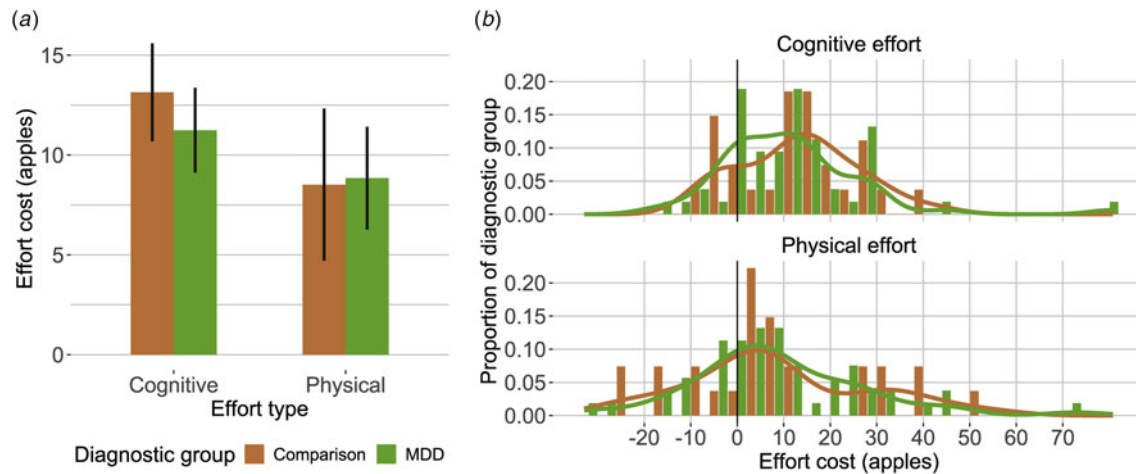 (a)
Effort cost (apples)
15
10
5
0
Cognitive
Physical
Effort type
Diagnostic group
Comparison
MDD
(b)
Proportion of diagnostic group
Cognitive effort
0.20
0.15
0.10
0.05
0.00
Physical effort
0.20
0.15
0.10
0.05
0.00
-20 -10 0 10 20 30 40 50 60 70
Effort cost (apples)